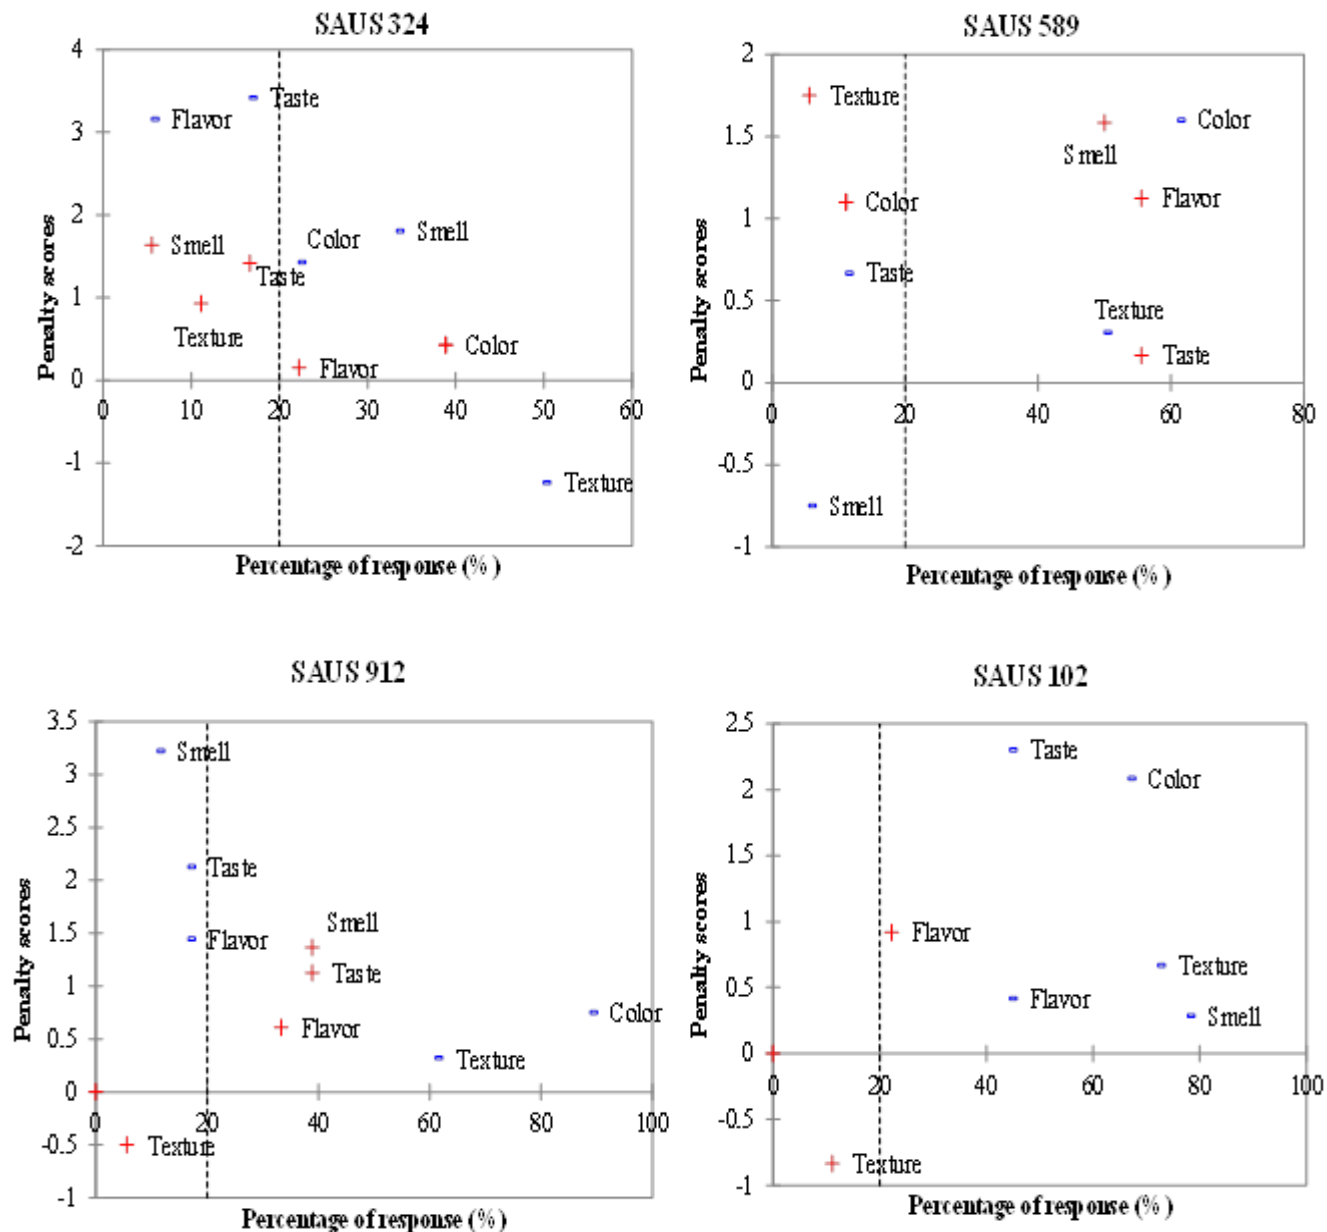 SAUS 324
4
3
2
1
0
-1
-2
Penalty scores
Flavor
Taste
Smell
Taste
Texture
Color
Smell
Flavor
Color
Texture
0 10 20 30 40 50 60
Percentage of response (%)
SAUS 589
2
1.5
1
0.5
0
-0.5
-1
Penalty scores
Texture
Color
Smell
Color
Flavor
Taste
Texture
Taste
Smell
0 20 40 60 80
Percentage of response (%)
SAUS 912
3.5
3
2.5
2
1.5
1
0.5
0
-0.5
-1
Penalty scores
Smell
Taste
Flavor
Smell
Taste
Flavor
Color
Texture
Texture
0 20 40 60 80 100
Percentage of response (%)
SAUS 102
2.5
2
1.5
1
0.5
0
-0.5
-1
Penalty scores
Taste
Color
Flavor
Texture
Flavor
Smell
Texture
0 20 40 60 80 100
Percentage of response (%)